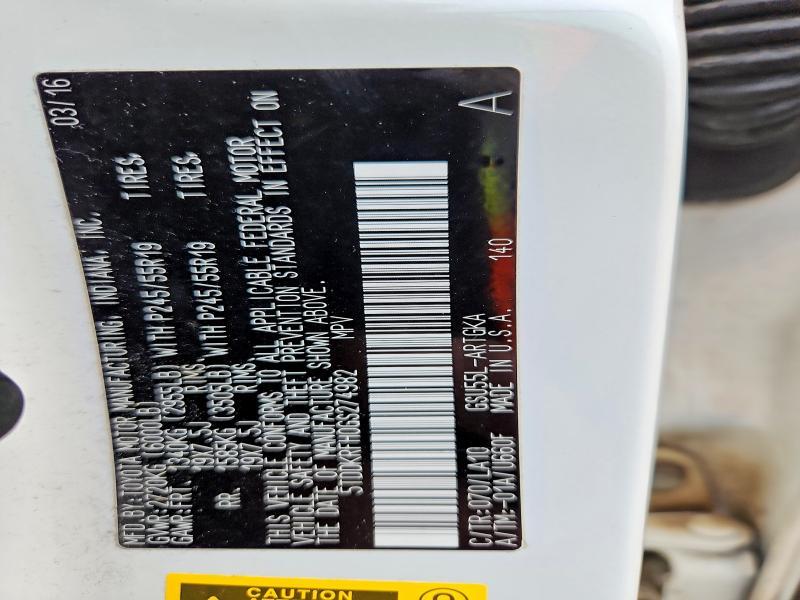 MFD. BY: TOYOTA MOTOR MANUFACTURING, INDIANA, INC. 03/16
GVWR: 2720KG (6000LB)
GAWR: FRT. 1340KG (2955LB) WITH P245/55R19 TIRES,
19X7.5J RIMS
RR. 1585KG (3305LB) WITH P245/55R19 TIRES,
19X7.5J RIMS
THIS VEHICLE CONFORMS TO ALL APPLICABLE FEDERAL MOTOR
VEHICLE SAFETY AND THEFT PREVENTION STANDARDS IN EFFECT ON
THE DATE OF MANUFACTURE SHOWN ABOVE.
5TDDKRFH0GS274982 MPV
C/TR: 070/LA10 GSU55L-ARTGKA A
A/TM: -01A/U660F MADE IN U.S.A. 140
CAUTION